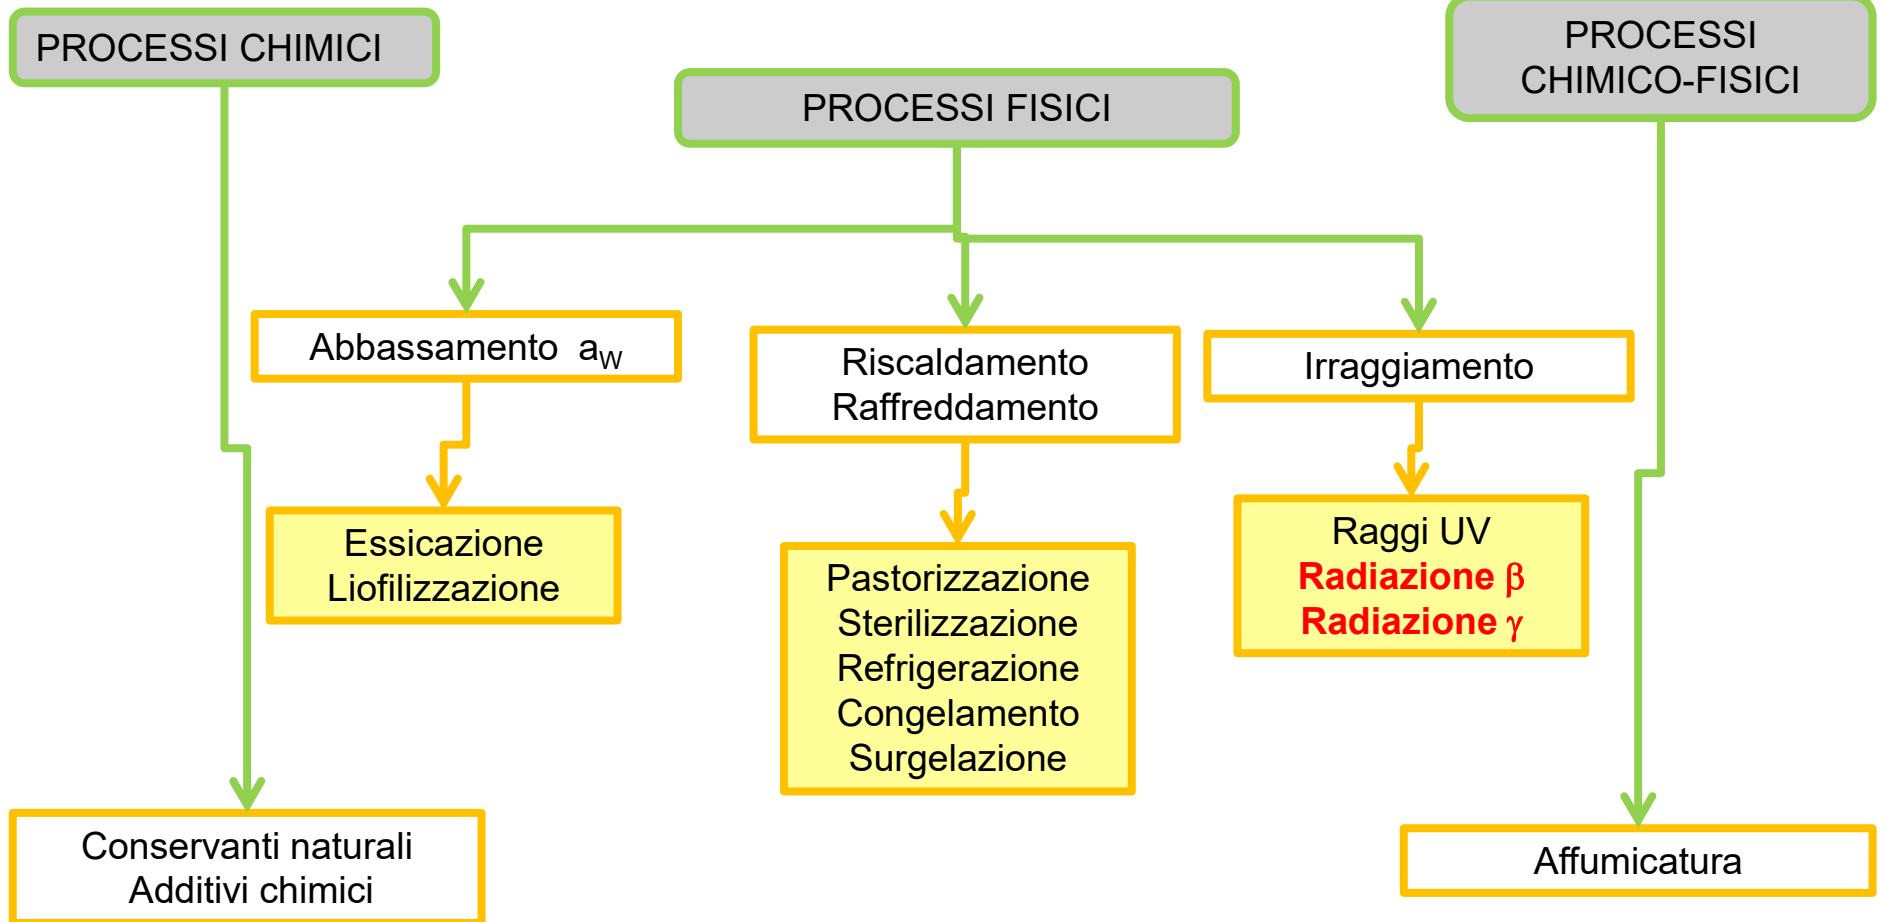 PROCESSI CHIMICI
PROCESSI FISICI
PROCESSI
CHIMICO-FISICI
Abbassamento aW
Riscaldamento
Raffreddamento
Irraggiamento
Essicazione
Liofilizzazione
Pastorizzazione
Sterilizzazione
Refrigerazione
Congelamento
Surgelazione
Raggi UV
Radiazione β
Radiazione γ
Conservanti naturali
Additivi chimici
Affumicatura